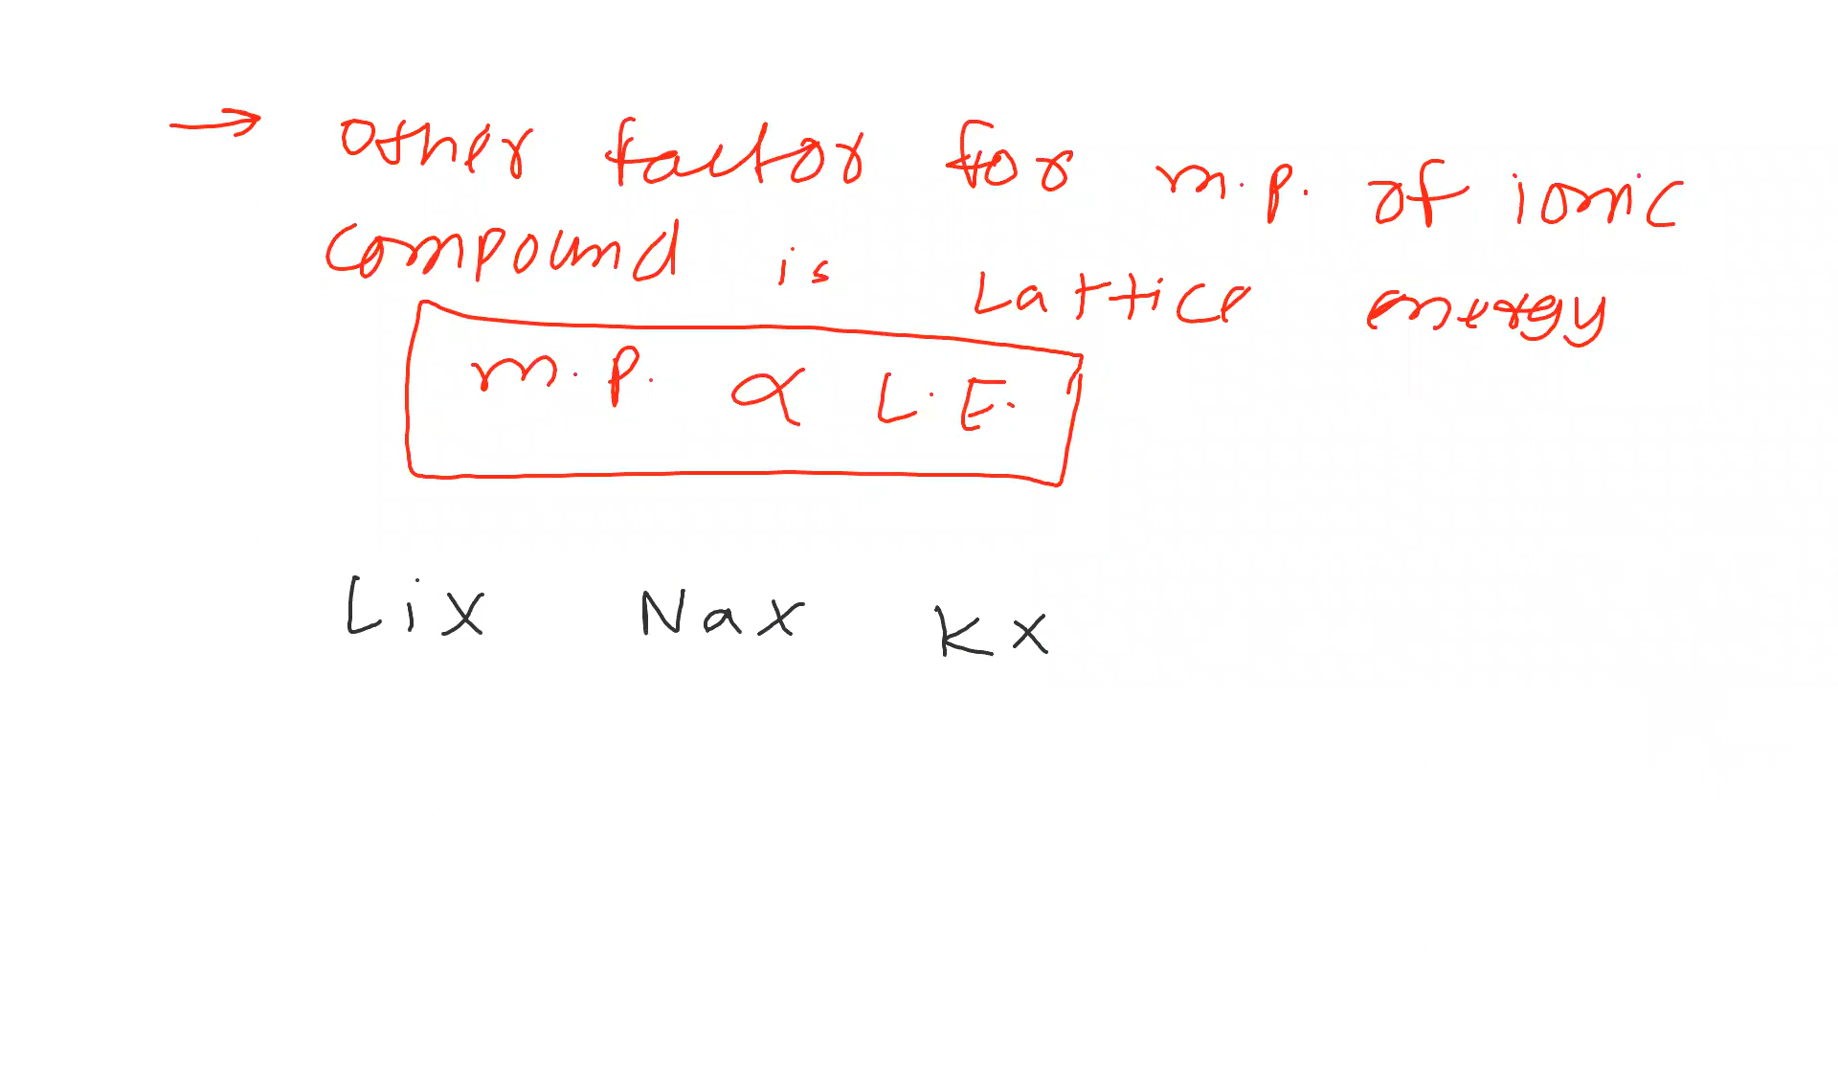 → Other factor for m.p. of ionic
compound is Lattice energy
m.p. ∝ L.E.
LiX NaX KX